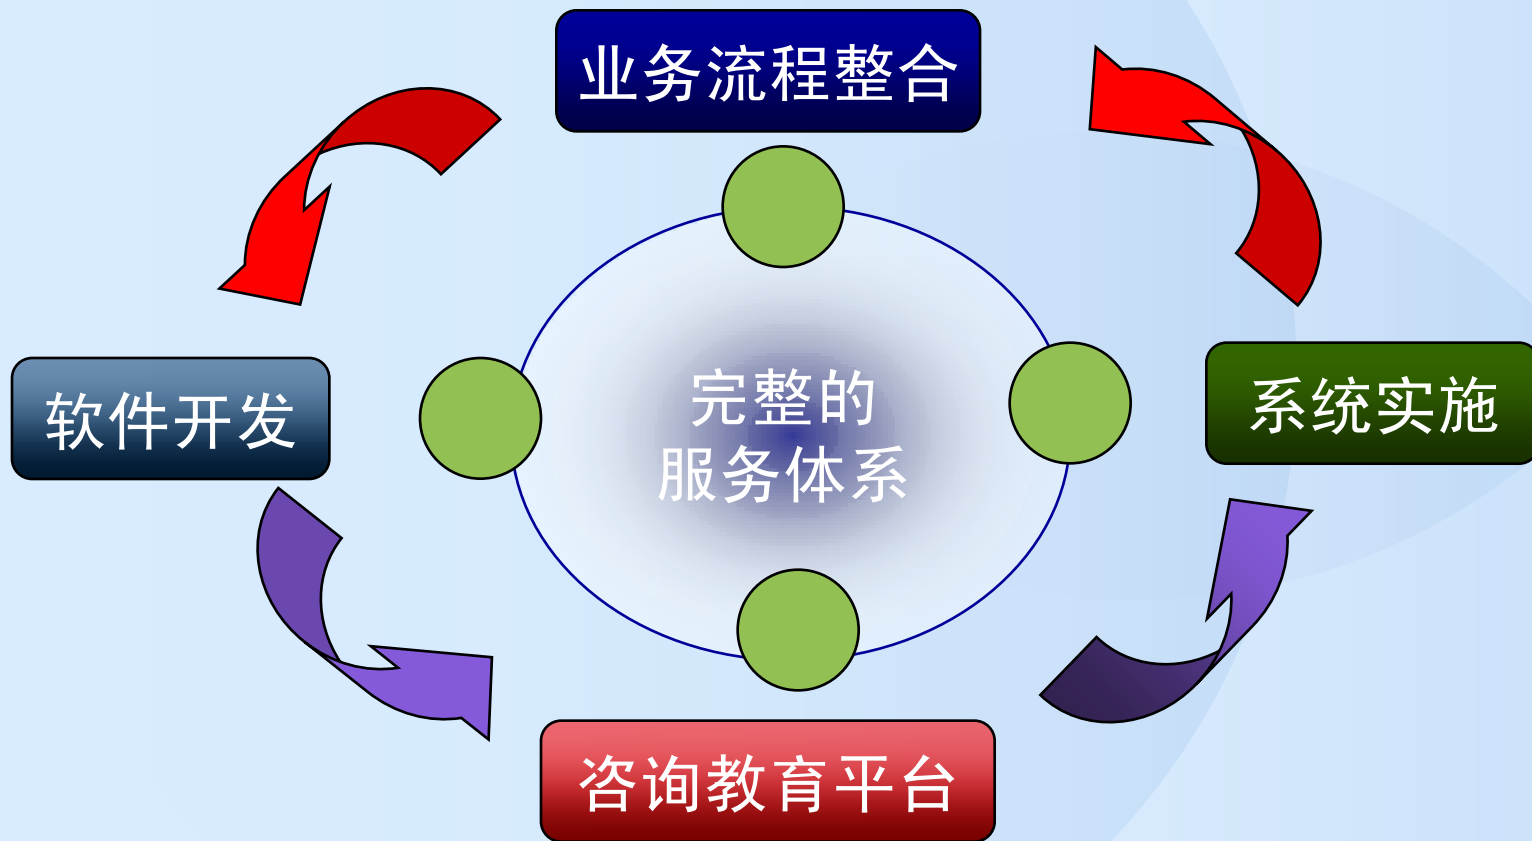 业务流程整合
软件开发
完整的
服务体系
系统实施
咨询教育平台